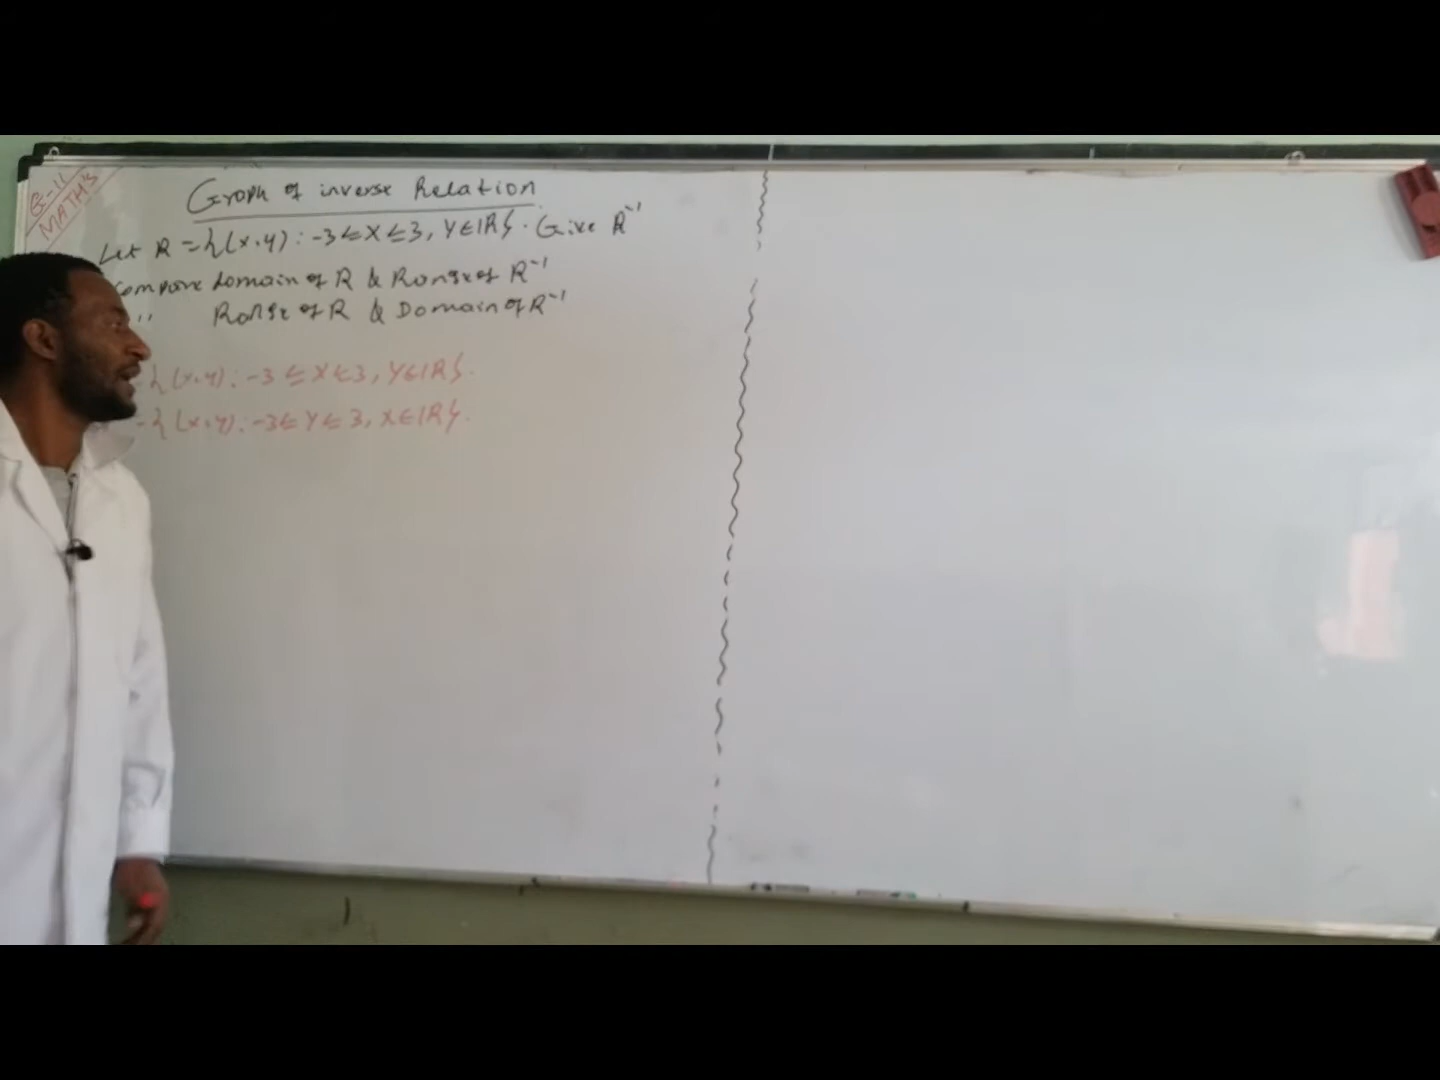 G-11
MATH'S
Graph of inverse Relation
Let R = {(x,y) : -3 ≤ x ≤ 3, y ∈ IR}. Give R⁻¹
Compare domain of R & Range of R⁻¹
" Range of R & Domain of R⁻¹
{(x,y) : -3 ≤ x ≤ 3, y ∈ IR}.
= {(x,y) : -3 ≤ y ≤ 3, x ∈ IR}.